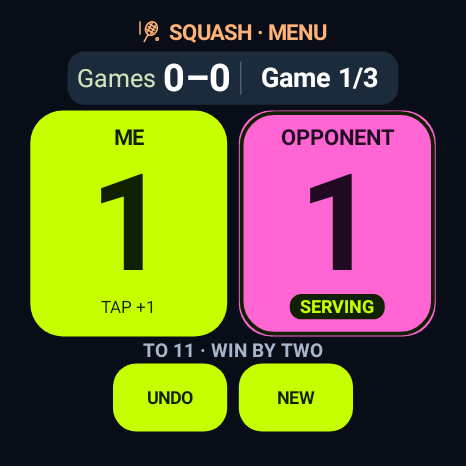 SQUASH · MENU
Games 0–0 Game 1/3
ME
1
TAP +1
OPPONENT
1
SERVING
TO 11 · WIN BY TWO
UNDO
NEW